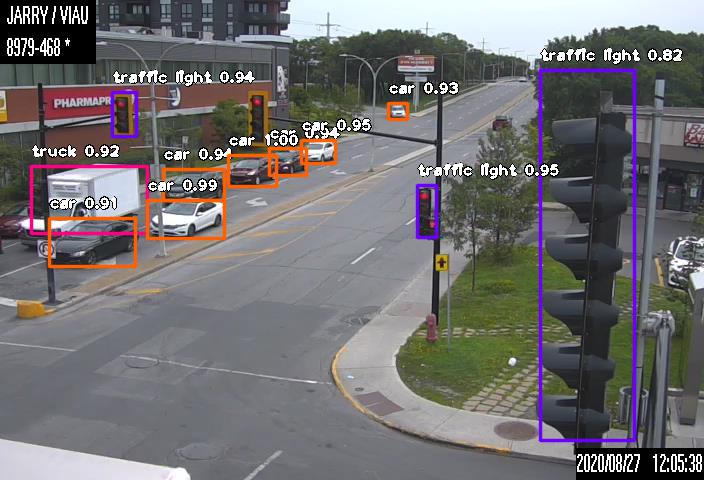 JARRY / VIAU
8979-468 *
traffic light 0.82
traffic light 0.94
car 0.93
PHARMAPR
car 0.95
car 1.00
car 0.94
truck 0.92
car 0.94
car 0.99
traffic light 0.95
car 0.91
2020/08/27 12:05:38